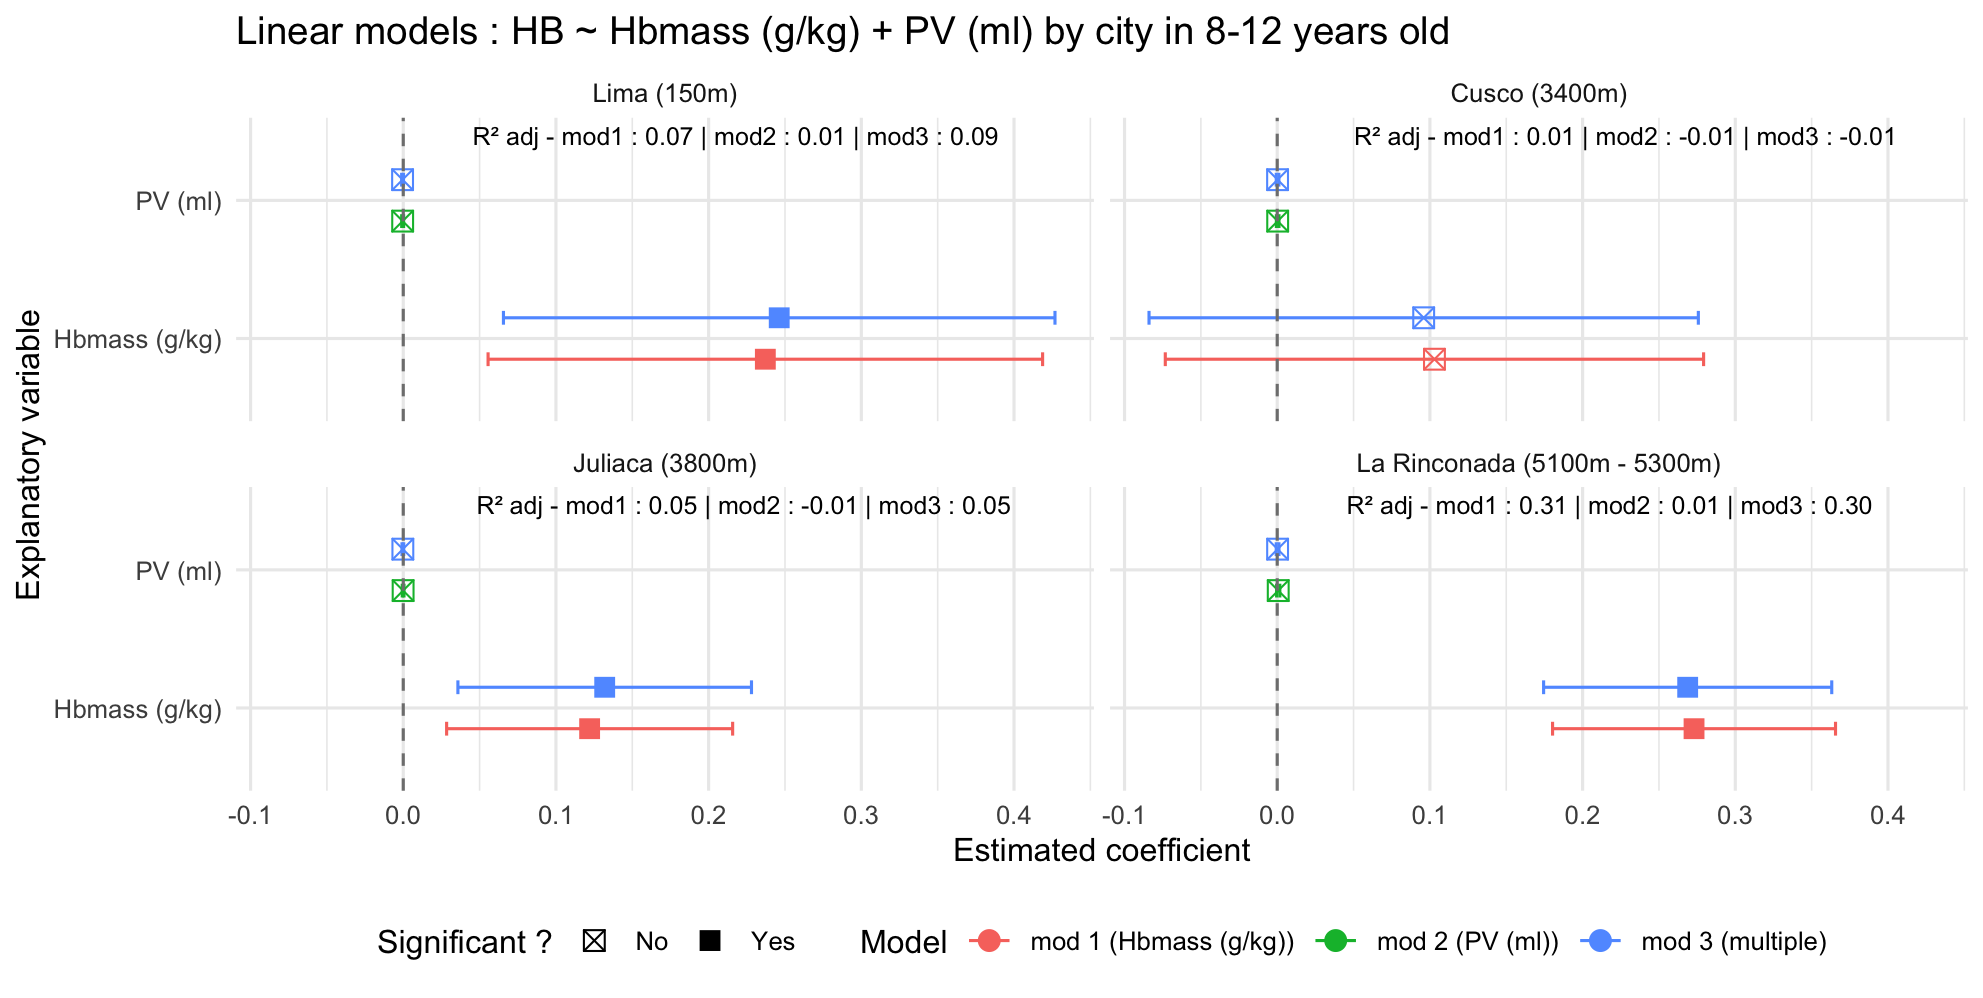 Linear models : HB ~ Hbmass (g/kg) + PV (ml) by city in 8-12 years old
Lima (150m)
Cusco (3400m)
R² adj - mod1 : 0.07 | mod2 : 0.01 | mod3 : 0.09
R² adj - mod1 : 0.01 | mod2 : -0.01 | mod3 : -0.01
PV (ml)
Hbmass (g/kg)
Explanatory variable
Juliaca (3800m)
La Rinconada (5100m - 5300m)
R² adj - mod1 : 0.05 | mod2 : -0.01 | mod3 : 0.05
R² adj - mod1 : 0.31 | mod2 : 0.01 | mod3 : 0.30
PV (ml)
Hbmass (g/kg)
-0.1 0.0 0.1 0.2 0.3 0.4 -0.1 0.0 0.1 0.2 0.3 0.4
Estimated coefficient
Significant ? No Yes Model mod 1 (Hbmass (g/kg)) mod 2 (PV (ml)) mod 3 (multiple)